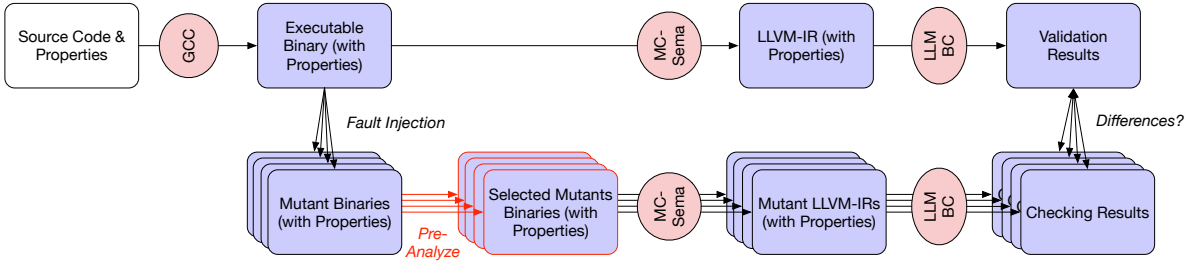 Source Code &
Properties
GCC
Executable
Binary (with
Properties)
MC-
Sema
LLVM-IR (with
Properties)
LLM
BC
Validation
Results
Fault Injection
Differences?
Mutant Binaries
(with Properties)
Pre-
Analyze
Selected Mutants
Binaries (with
Properties)
MC-
Sema
Mutant LLVM-IRs
(with Properties)
LLM
BC
Checking Results